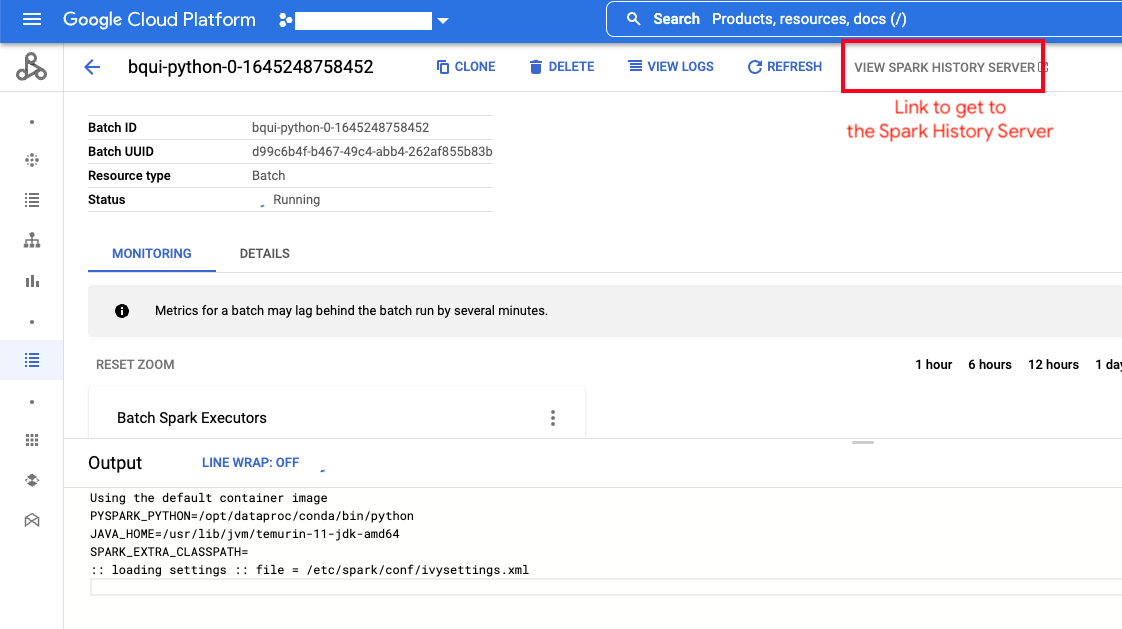 Google Cloud Platform
Search Products, resources, docs (/)
bqui-python-0-1645248758452
CLONE
DELETE
VIEW LOGS
REFRESH
VIEW SPARK HISTORY SERVER
Link to get to
the Spark History Server
Batch ID bqui-python-0-1645248758452
Batch UUID d99c6b4f-b467-49c4-abb4-262af855b83b
Resource type Batch
Status Running
MONITORING DETAILS
Metrics for a batch may lag behind the batch run by several minutes.
RESET ZOOM
1 hour 6 hours 12 hours 1 day
Batch Spark Executors
Output LINE WRAP: OFF
Using the default container image
PYSPARK_PYTHON=/opt/dataproc/conda/bin/python
JAVA_HOME=/usr/lib/jvm/temurin-11-jdk-amd64
SPARK_EXTRA_CLASSPATH=
:: loading settings :: file = /etc/spark/conf/ivysettings.xml